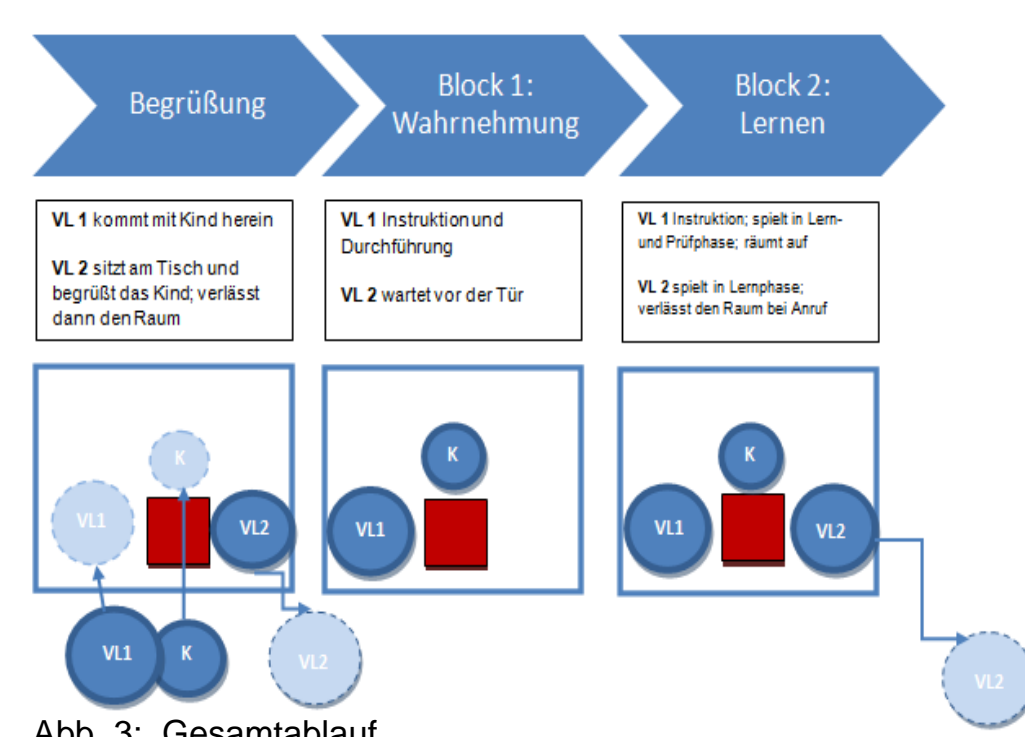 Begrüßung
Block 1:
Wahrnehmung
Block 2:
Lernen
VL 1 kommt mit Kind herein
VL 2 sitzt am Tisch und
begrüßt das Kind; verlässt
dann den Raum
VL 1 Instruktion und
Durchführung
VL 2 wartet vor der Tür
VL 1 Instruktion; spielt in Lern-
und Prüfphase; räumt auf
VL 2 spielt in Lernphase;
verlässt den Raum bei Anruf
K
VL1
VL2
VL1
K
VL2
K
VL1
K
VL1
VL2
VL2
Abb. 3: Gesamtablauf